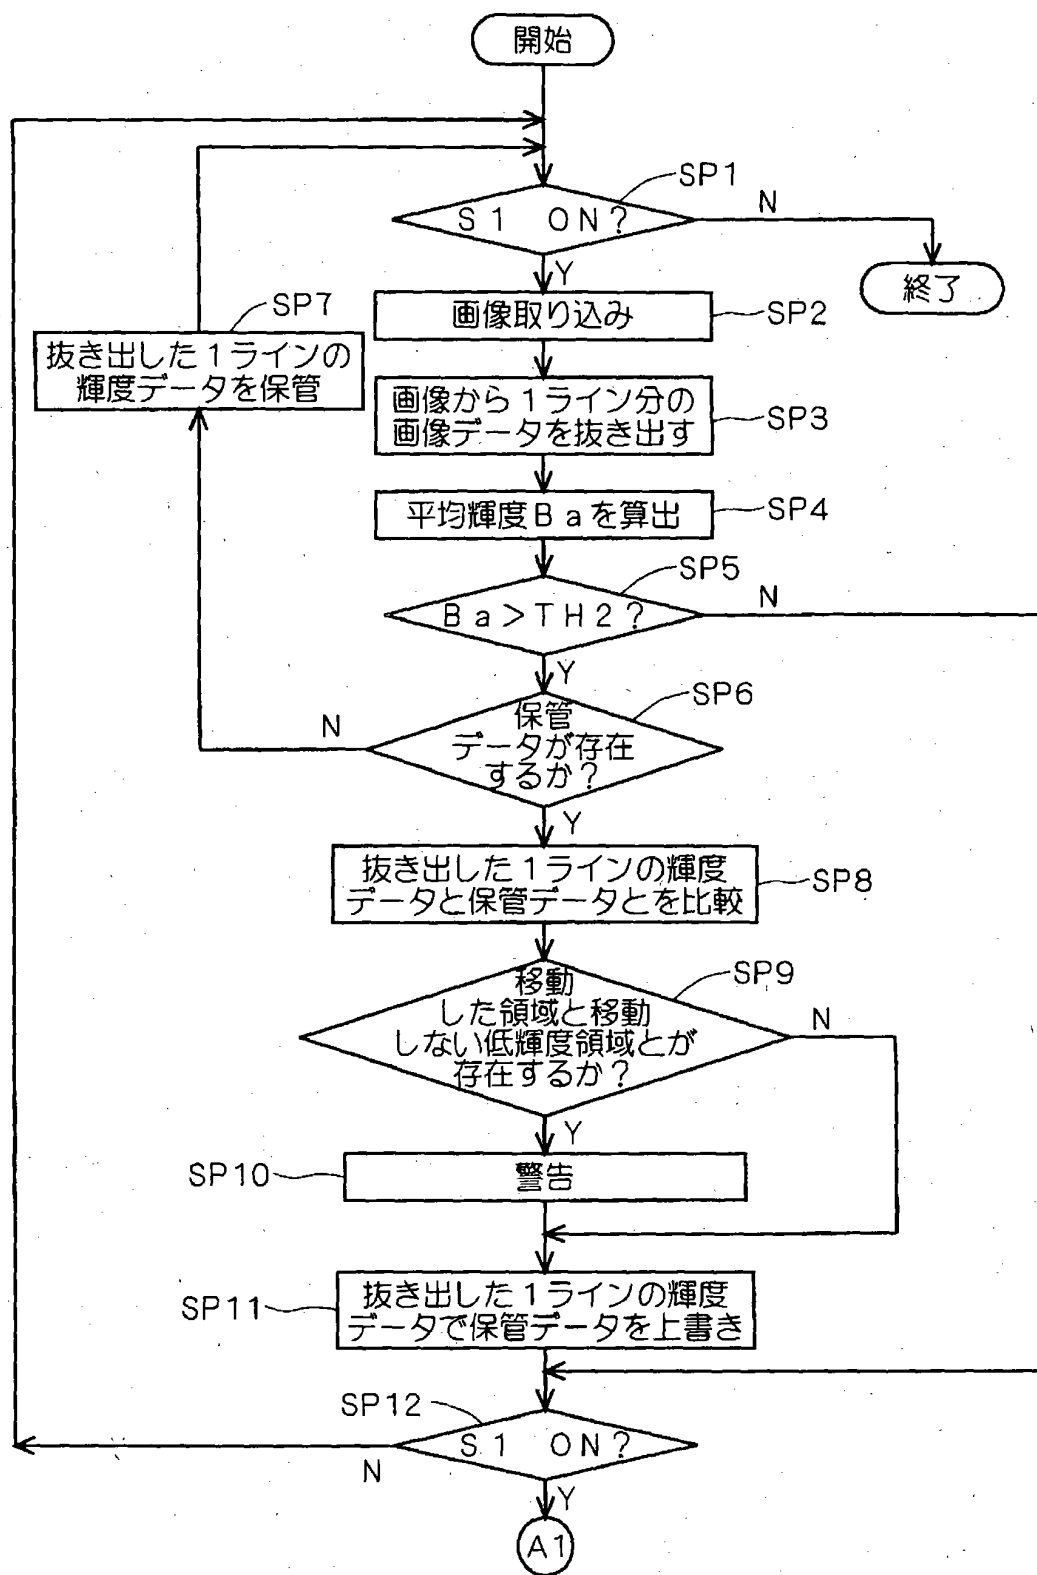 開始
SP1
S1 ON?
N
Y
終了
SP7
抜き出した1ラインの
輝度データを保管
画像取り込み
SP2
画像から1ライン分の
画像データを抜き出す
SP3
平均輝度Baを算出
SP4
SP5
Ba>TH2?
N
Y
SP6
保管
データが存在
するか?
N
Y
抜き出した1ラインの輝度
データと保管データとを比較
SP8
SP9
移動
した領域と移動
しない低輝度領域とが
存在するか?
N
Y
SP10
警告
SP11
抜き出した1ラインの輝度
データで保管データを上書き
SP12
S1 ON?
N
Y
A1